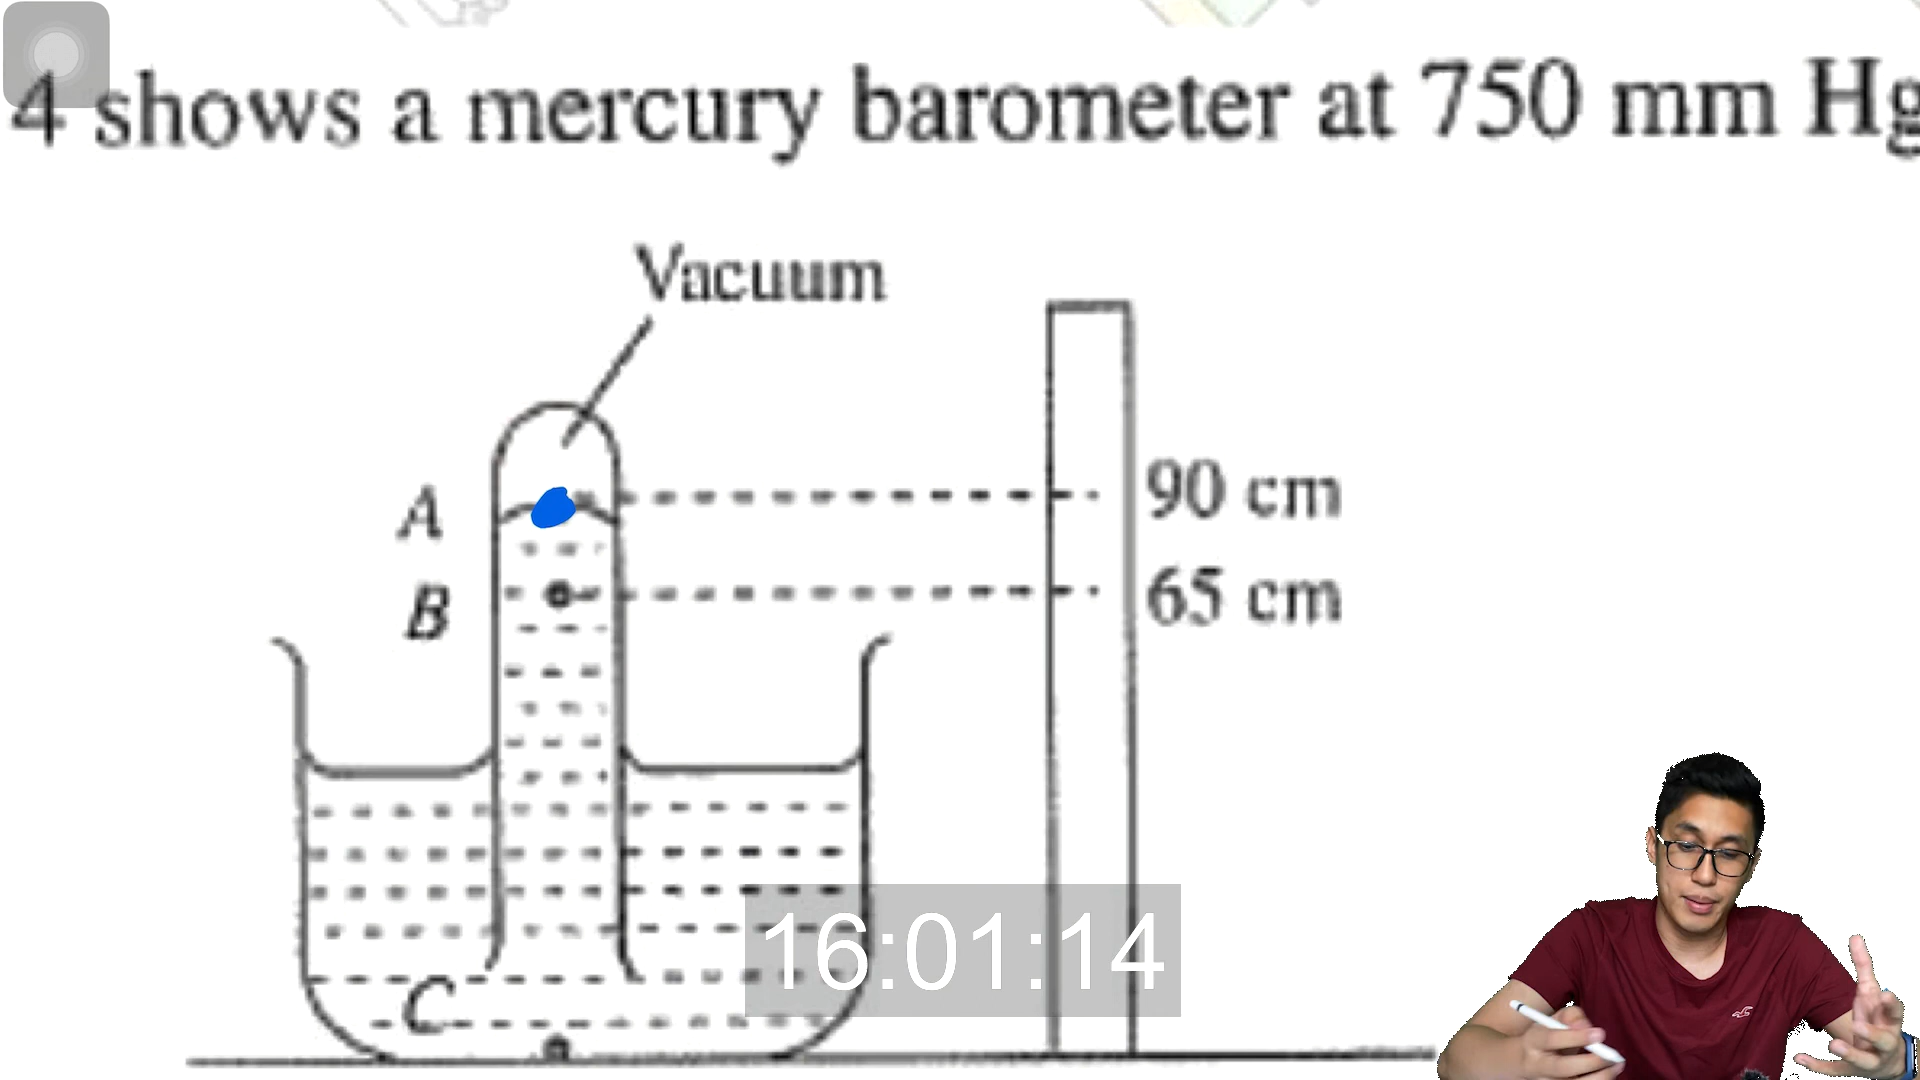 4 shows a mercury barometer at 750 mm Hg
Vacuum
A
90 cm
B
65 cm
C
16:01:14